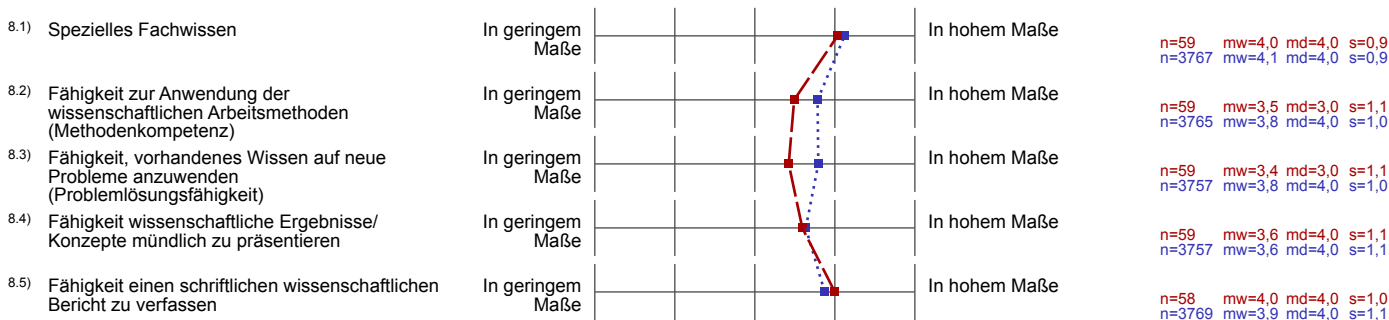 8.1) Spezielles Fachwissen
In geringem
Maße
In hohem Maße
n=59 mw=4,0 md=4,0 s=0,9
n=3767 mw=4,1 md=4,0 s=0,9
8.2) Fähigkeit zur Anwendung der
wissenschaftlichen Arbeitsmethoden
(Methodenkompetenz)
In geringem
Maße
In hohem Maße
n=59 mw=3,5 md=3,0 s=1,1
n=3765 mw=3,8 md=4,0 s=1,0
8.3) Fähigkeit, vorhandenes Wissen auf neue
Probleme anzuwenden
(Problemlösungsfähigkeit)
In geringem
Maße
In hohem Maße
n=59 mw=3,4 md=3,0 s=1,1
n=3757 mw=3,8 md=4,0 s=1,0
8.4) Fähigkeit wissenschaftliche Ergebnisse/
Konzepte mündlich zu präsentieren
In geringem
Maße
In hohem Maße
n=59 mw=3,6 md=4,0 s=1,1
n=3757 mw=3,6 md=4,0 s=1,1
8.5) Fähigkeit einen schriftlichen wissenschaftlichen
Bericht zu verfassen
In geringem
Maße
In hohem Maße
n=58 mw=4,0 md=4,0 s=1,0
n=3769 mw=3,9 md=4,0 s=1,1